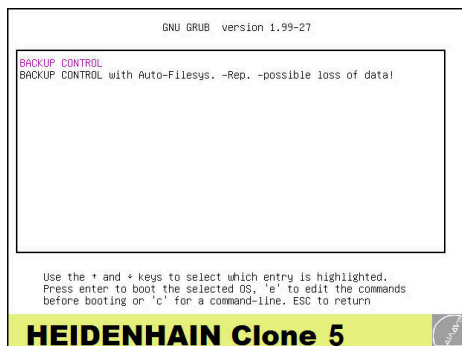 GNU GRUB version 1.99-27
BACKUP CONTROL
BACKUP CONTROL with Auto-Filesys. -Rep. -possible loss of data!
Use the ↑ and ↓ keys to select which entry is highlighted.
Press enter to boot the selected OS, 'e' to edit the commands
before booting or 'c' for a command-line. ESC to return
HEIDENHAIN Clone 5